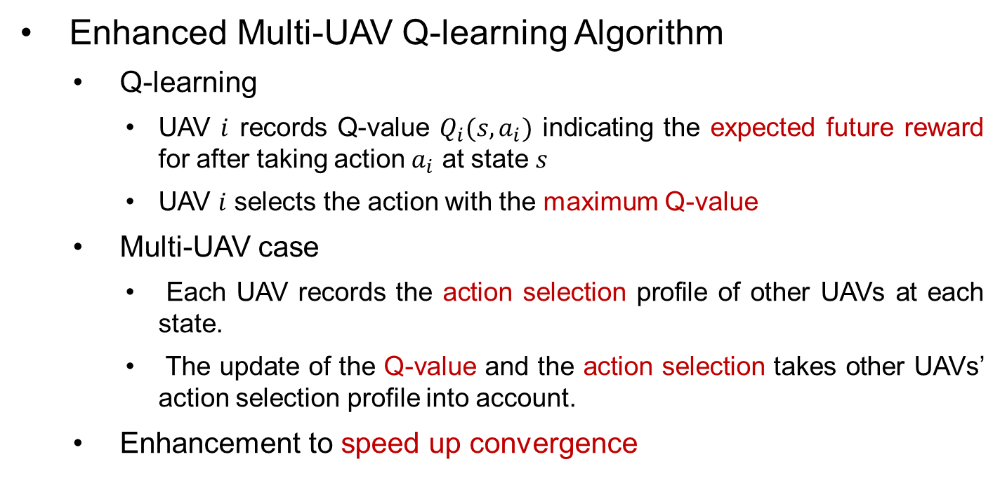 • Enhanced Multi-UAV Q-learning Algorithm
• Q-learning
• UAV 𝑖 records Q-value 𝑄ᵢ(𝑠, 𝑎ᵢ) indicating the expected future reward
for after taking action 𝑎ᵢ at state 𝑠
• UAV 𝑖 selects the action with the maximum Q-value
• Multi-UAV case
• Each UAV records the action selection profile of other UAVs at each
state.
• The update of the Q-value and the action selection takes other UAVs’
action selection profile into account.
• Enhancement to speed up convergence